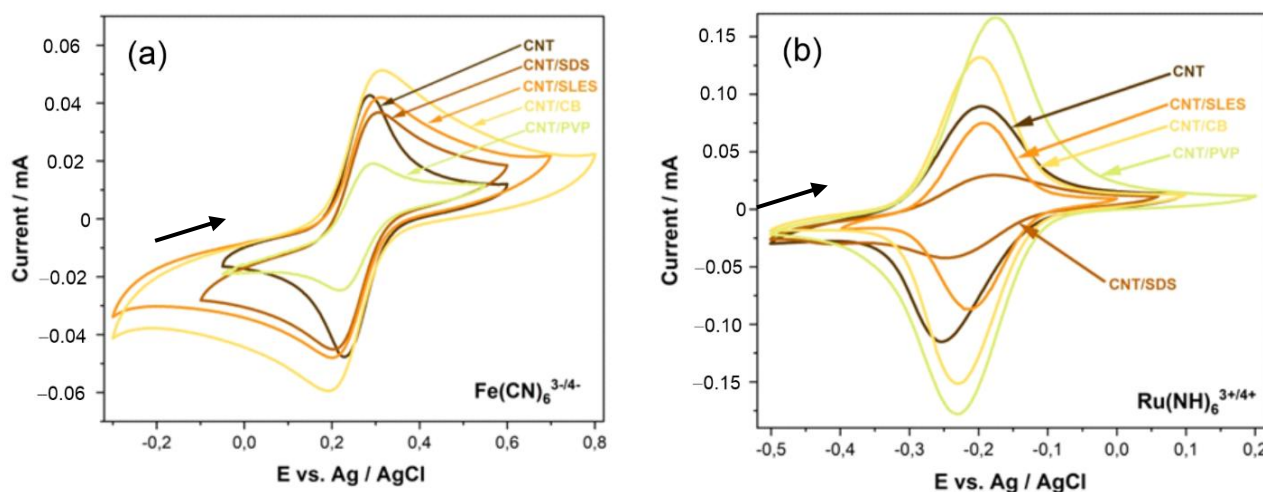 (a)
CNT
CNT/SDS
CNT/SLES
CNT/CB
CNT/PVP
0.06
0.04
0.02
0
−0.02
−0.04
−0.06
Current / mA
Fe(CN)6 3-/4-
-0,2 0,0 0,2 0,4 0,6 0,8
E vs. Ag / AgCl
(b)
CNT
CNT/SLES
CNT/CB
CNT/PVP
CNT/SDS
0.15
0.10
0.05
0
−0.05
−0.10
−0.15
Current / mA
Ru(NH)6 3+/4+
-0,5 -0,4 -0,3 -0,2 -0,1 0,0 0,1 0,2
E vs. Ag / AgCl